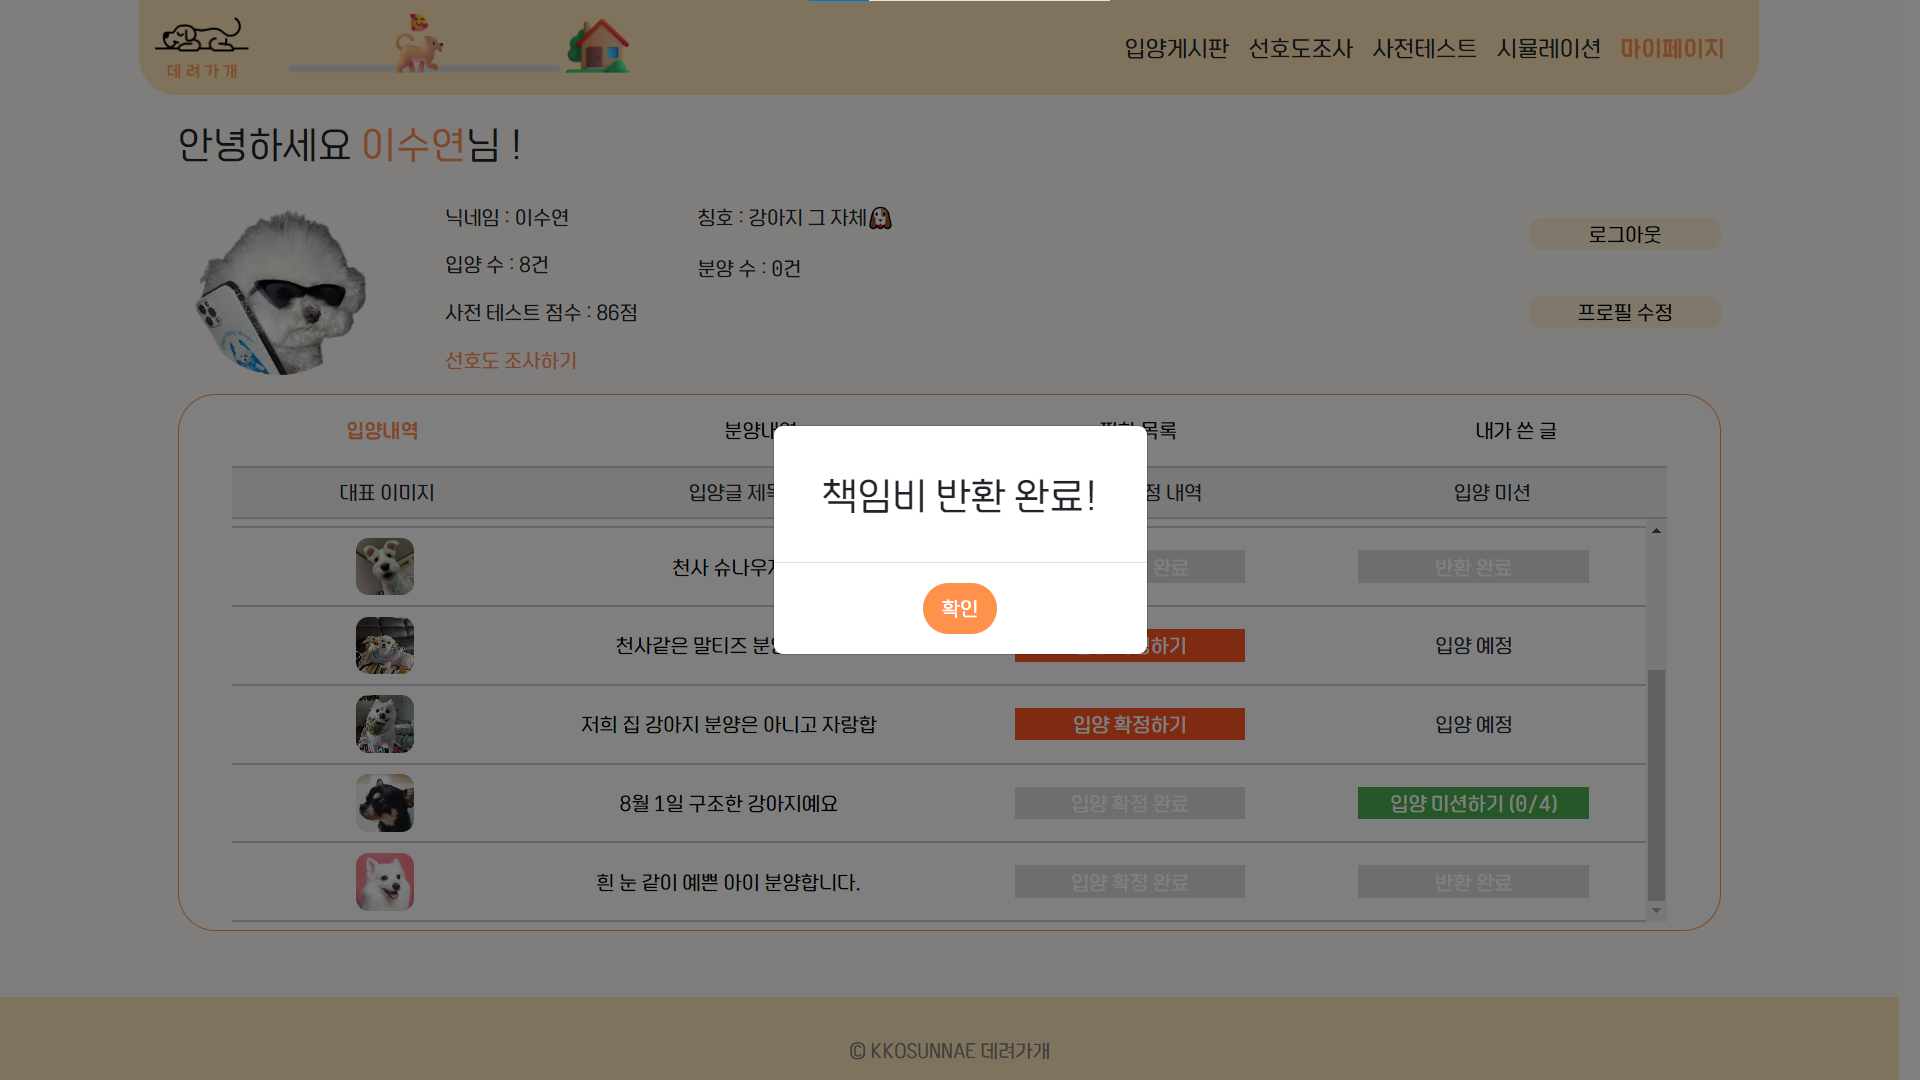 데려가개
입양게시판 선호도조사 사전테스트 시뮬레이션 마이페이지
안녕하세요 이수연님 !
닉네임 : 이수연 칭호 : 강아지 그 자체
로그아웃
입양 수 : 8건 분양 수 : 0건
사전 테스트 점수 : 86점
프로필 수정
선호도 조사하기
입양내역 분양내 목록 내가 쓴 글
대표 이미지 입양글 제 정 내역 입양 미션
책임비 반환 완료!
천사 슈나우 완료 반환 완료
확인
천사같은 말티즈 분 하기 입양 예정
저희 집 강아지 분양은 아니고 자랑합 입양 확정하기 입양 예정
8월 1일 구조한 강아지예요 입양 확정 완료 입양 미션하기 (0/4)
흰 눈 같이 예쁜 아이 분양합니다. 입양 확정 완료 반환 완료
© KKOSUNNAE 데려가개